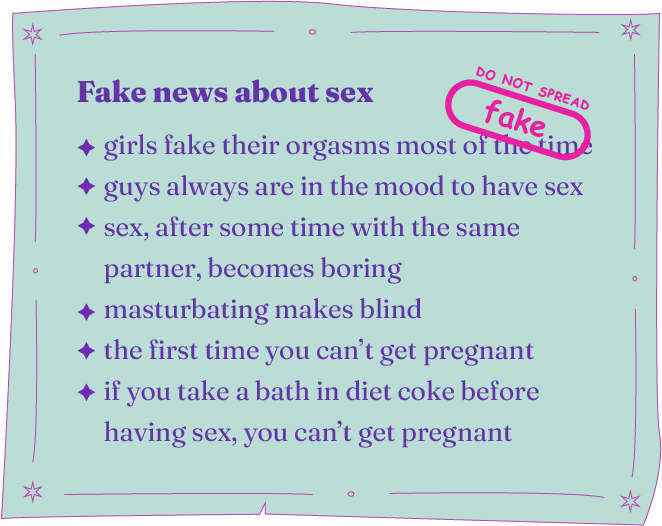 Fake news about sex
DO NOT SPREAD
fake
girls fake their orgasms most of the time
guys always are in the mood to have sex
sex, after some time with the same
partner, becomes boring
masturbating makes blind
the first time you can’t get pregnant
if you take a bath in diet coke before
having sex, you can’t get pregnant